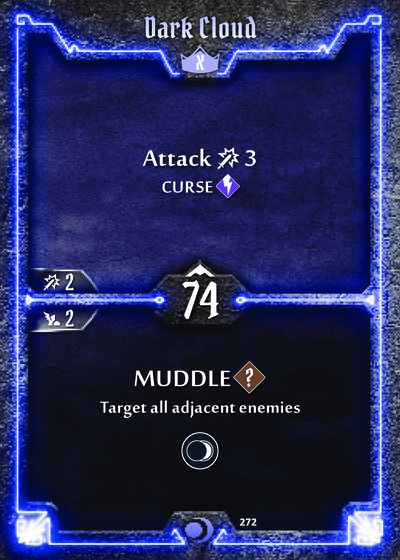 Dark Cloud
X
Attack 3
CURSE
2
74
2
MUDDLE ?
Target all adjacent enemies
272